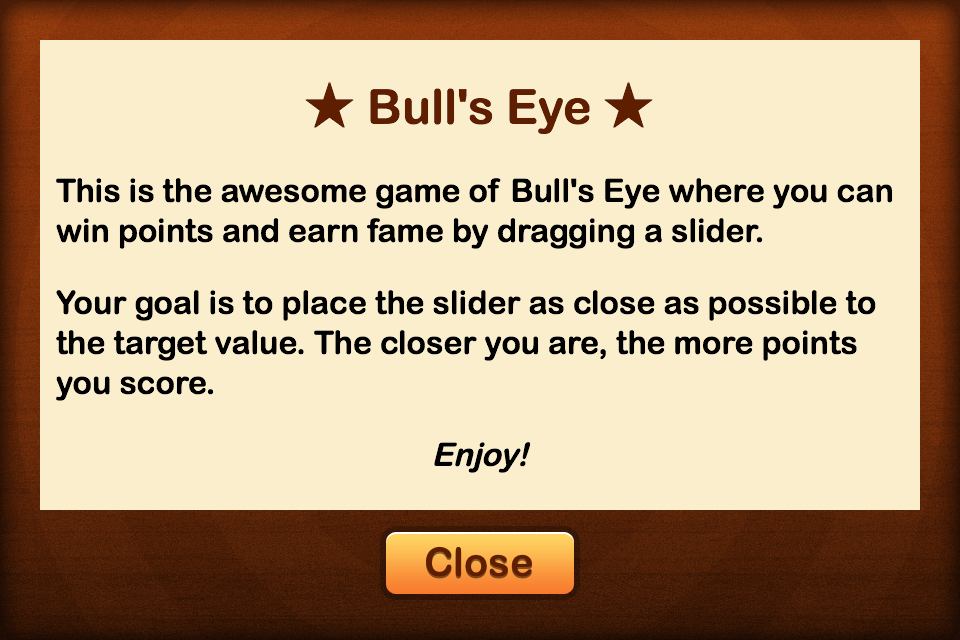 ★ Bull's Eye ★
This is the awesome game of Bull's Eye where you can
win points and earn fame by dragging a slider.
Your goal is to place the slider as close as possible to
the target value. The closer you are, the more points
you score.
Enjoy!
Close